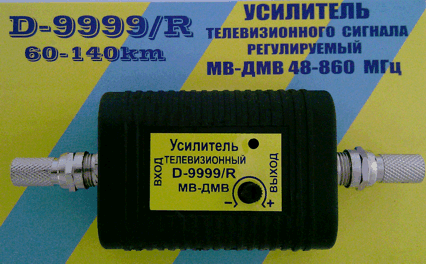 D-9999/R
60-140km
УСИЛИТЕЛЬ
ТЕЛЕВИЗИОННОГО СИГНАЛА
РЕГУЛИРУЕМЫЙ
МВ-ДМВ 48-860 МГц
Усилитель
ТЕЛЕВИЗИОННЫЙ
D-9999/R
МВ-ДМВ
ВХОД
ВЫХОД
- +